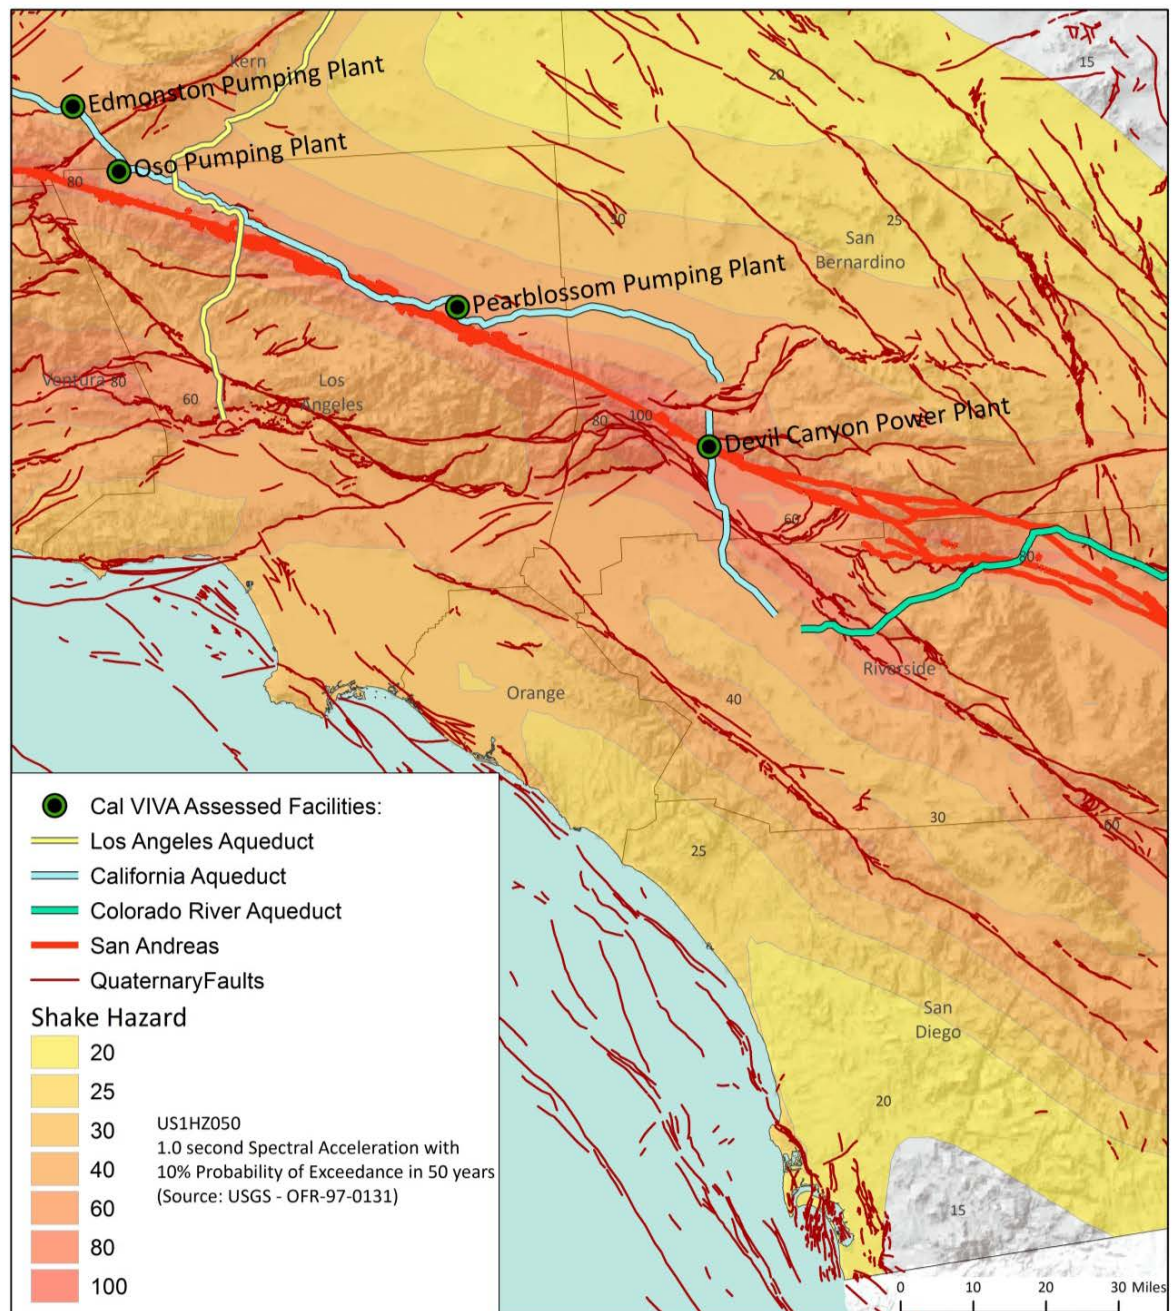 Kern
Edmonston Pumping Plant
20
15
Oso Pumping Plant
80
30
25
San
Bernardino
Pearblossom Pumping Plant
Ventura
80
60
Los
Angeles
80
100
Devil Canyon Power Plant
60
80
Riverside
Orange
40
30
60
25
San
Diego
20
15
Cal VIVA Assessed Facilities:
Los Angeles Aqueduct
California Aqueduct
Colorado River Aqueduct
San Andreas
QuaternaryFaults
Shake Hazard
20
25
30
40
60
80
100
US1HZ050
1.0 second Spectral Acceleration with
10% Probability of Exceedance in 50 years
(Source: USGS - OFR-97-0131)
0 10 20 30 Miles